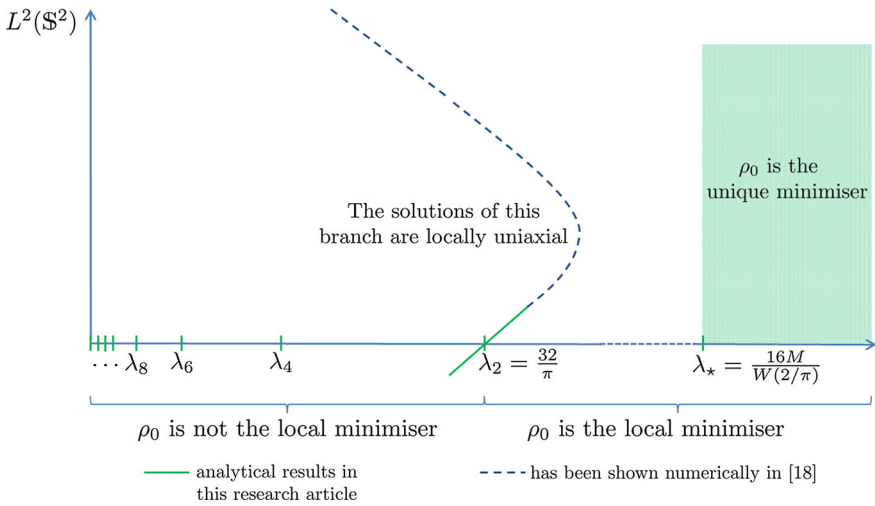 L²(𝕊²)
ρ₀ is the
unique minimiser
The solutions of this
branch are locally uniaxial
··· λ₈ λ₆ λ₄ λ₂ = 32/π λ⋆ = 16M/W(2/π)
ρ₀ is not the local minimiser ρ₀ is the local minimiser
analytical results in
this research article
has been shown numerically in [18]